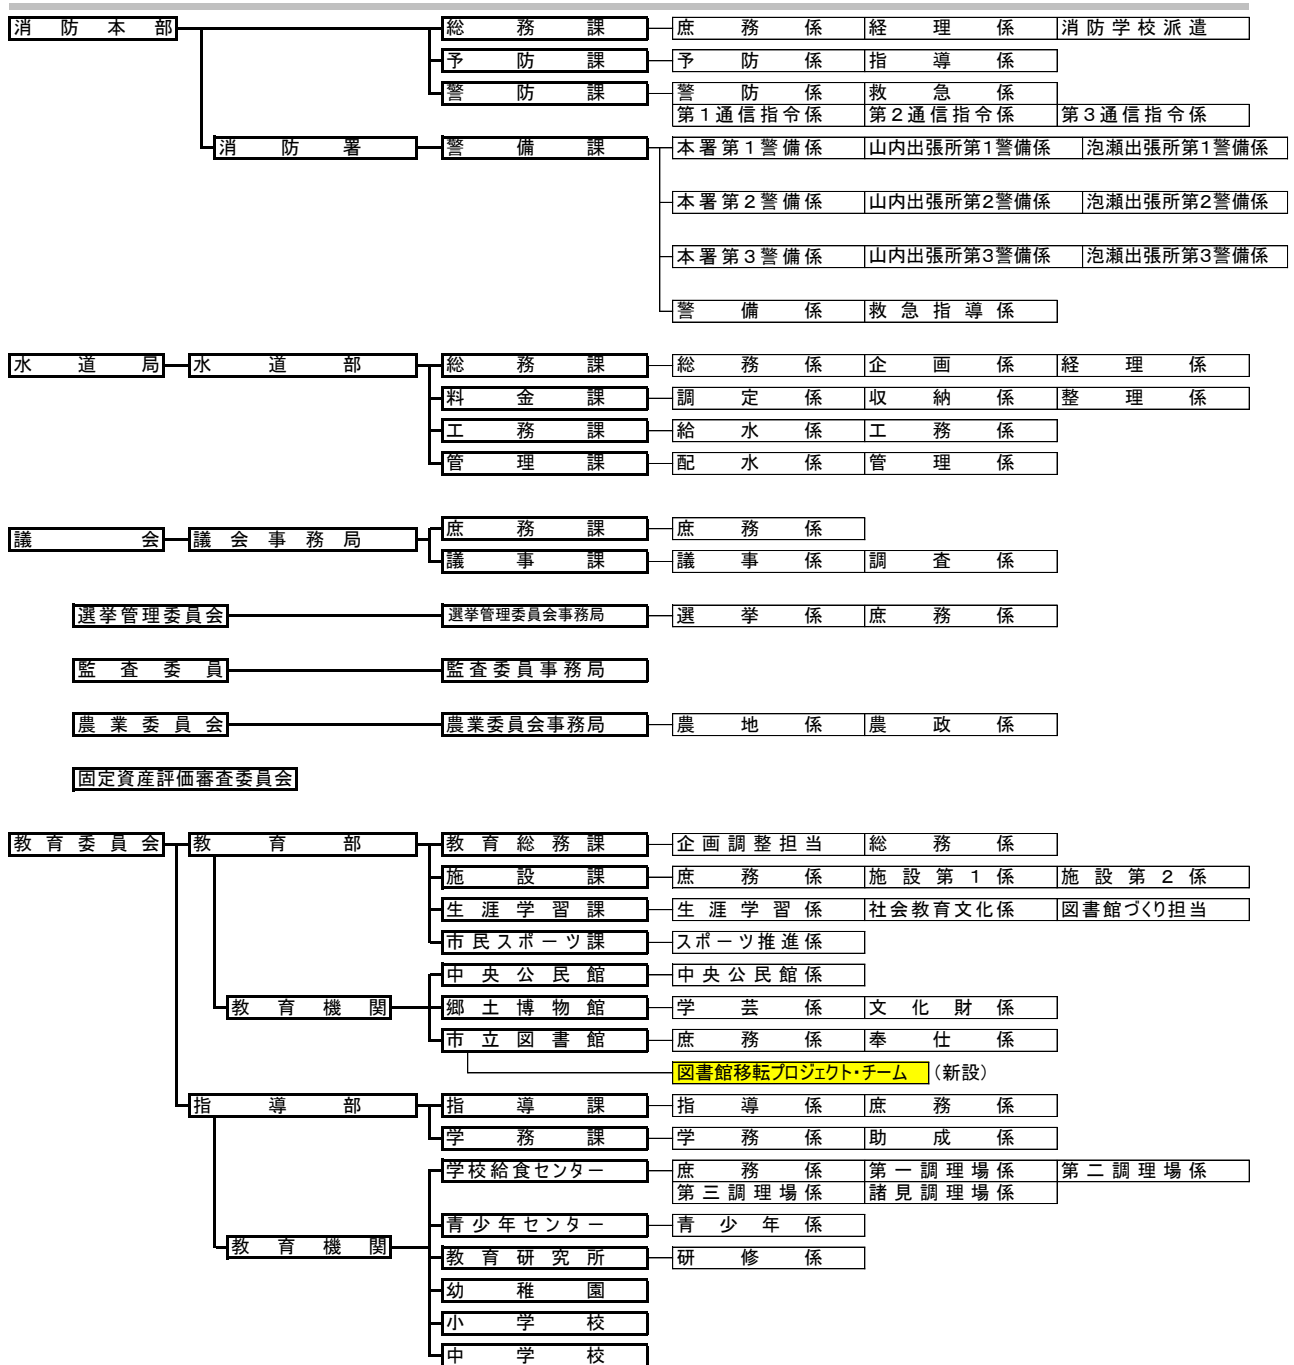 消防本部 総務課 庶務係 経理係 消防学校派遣
予防課 予防係 指導係
警防課 警防係 救急係
第1通信指令係 第2通信指令係 第3通信指令係
消防署 警備課 本署第1警備係 山内出張所第1警備係 泡瀬出張所第1警備係
本署第2警備係 山内出張所第2警備係 泡瀬出張所第2警備係
本署第3警備係 山内出張所第3警備係 泡瀬出張所第3警備係
警備係 救急指導係
水道局 水道部 総務課 総務係 企画係 経理係
料金課 調定係 収納係 整理係
工務課 給水係 工務係
管理課 配水係 管理係
議会 議会事務局 庶務課 庶務係
議事課 議事係 調査係
選挙管理委員会 選挙管理委員会事務局 選挙係 庶務係
監査委員 監査委員事務局
農業委員会 農業委員会事務局 農地係 農政係
固定資産評価審査委員会
教育委員会 教育部 教育総務課 企画調整担当 総務係
施設課 庶務係 施設第1係 施設第2係
生涯学習課 生涯学習係 社会教育文化係 図書館づくり担当
市民スポーツ課 スポーツ推進係
中央公民館 中央公民館係
教育機関 郷土博物館 学芸係 文化財係
市立図書館 庶務係 奉仕係
図書館移転プロジェクト・チーム (新設)
指導部 指導課 指導係 庶務係
学務課 学務係 助成係
学校給食センター 庶務係 第一調理場係 第二調理場係
第三調理場係 諸見調理場係
青少年センター 青少年係
教育機関 教育研究所 研修係
幼稚園
小学校
中学校